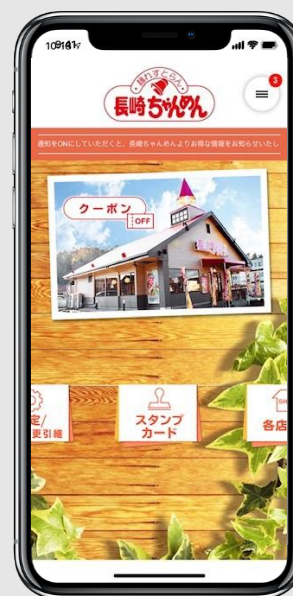 麺れすとらん
長崎ちゃんめん
3
通知をONにしていただくと、長崎ちゃんめんよりお得な情報をお知らせいたし
クーポン
OFF
定/
更引継
スタンプ
カード
各店